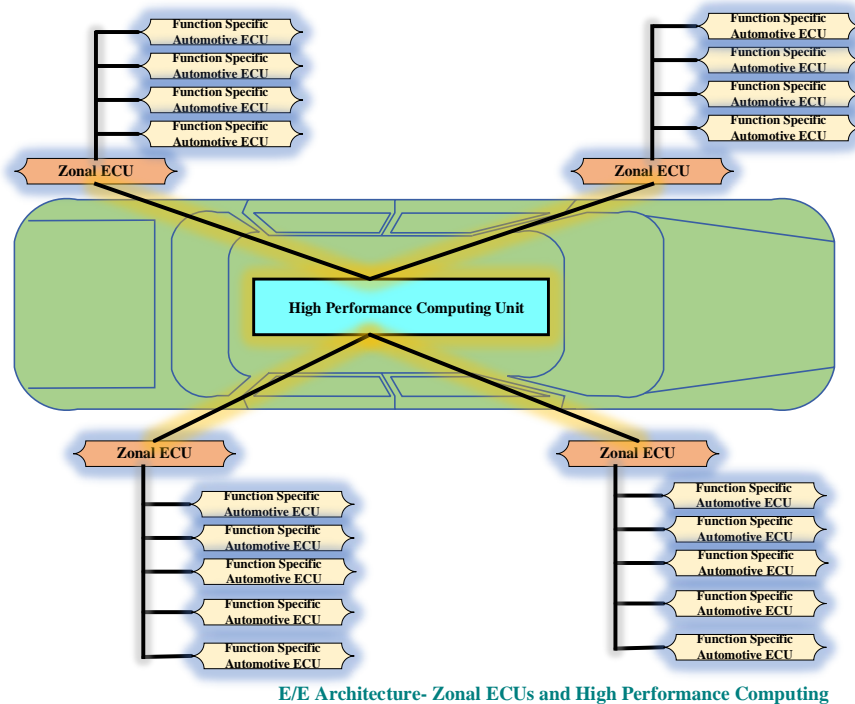 Function Specific
Automotive ECU
Function Specific
Automotive ECU
Function Specific
Automotive ECU
Function Specific
Automotive ECU
Zonal ECU
Function Specific
Automotive ECU
Function Specific
Automotive ECU
Function Specific
Automotive ECU
Function Specific
Automotive ECU
Zonal ECU
High Performance Computing Unit
Zonal ECU
Function Specific
Automotive ECU
Function Specific
Automotive ECU
Function Specific
Automotive ECU
Function Specific
Automotive ECU
Function Specific
Automotive ECU
Zonal ECU
Function Specific
Automotive ECU
Function Specific
Automotive ECU
Function Specific
Automotive ECU
Function Specific
Automotive ECU
Function Specific
Automotive ECU
E/E Architecture- Zonal ECUs and High Performance Computing